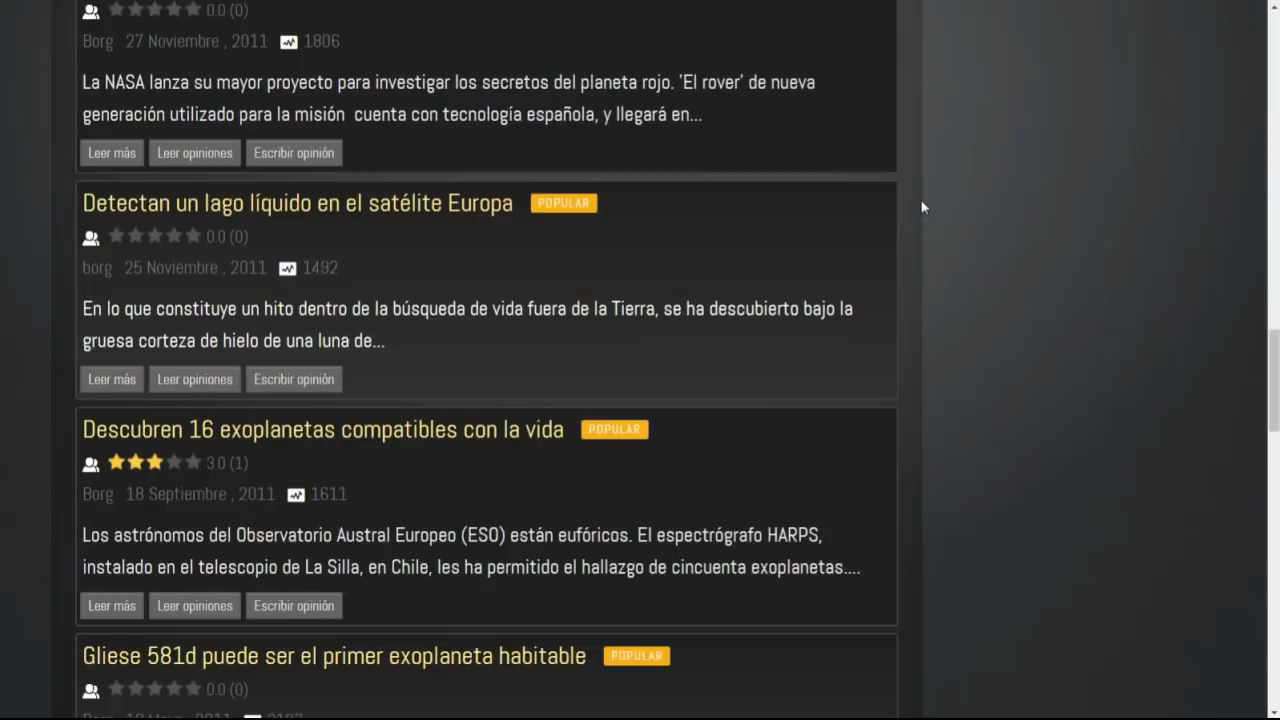 0.0 (0)
Borg 27 Noviembre , 2011 1806
La NASA lanza su mayor proyecto para investigar los secretos del planeta rojo. 'El rover' de nueva
generación utilizado para la misión cuenta con tecnología española, y llegará en...
Leer más Leer opiniones Escribir opinión
Detectan un lago líquido en el satélite Europa POPULAR
0.0 (0)
borg 25 Noviembre , 2011 1492
En lo que constituye un hito dentro de la búsqueda de vida fuera de la Tierra, se ha descubierto bajo la
gruesa corteza de hielo de una luna de...
Leer más Leer opiniones Escribir opinión
Descubren 16 exoplanetas compatibles con la vida POPULAR
3.0 (1)
Borg 18 Septiembre , 2011 1611
Los astrónomos del Observatorio Austral Europeo (ESO) están eufóricos. El espectrógrafo HARPS,
instalado en el telescopio de La Silla, en Chile, les ha permitido el hallazgo de cincuenta exoplanetas....
Leer más Leer opiniones Escribir opinión
Gliese 581d puede ser el primer exoplaneta habitable POPULAR
0.0 (0)